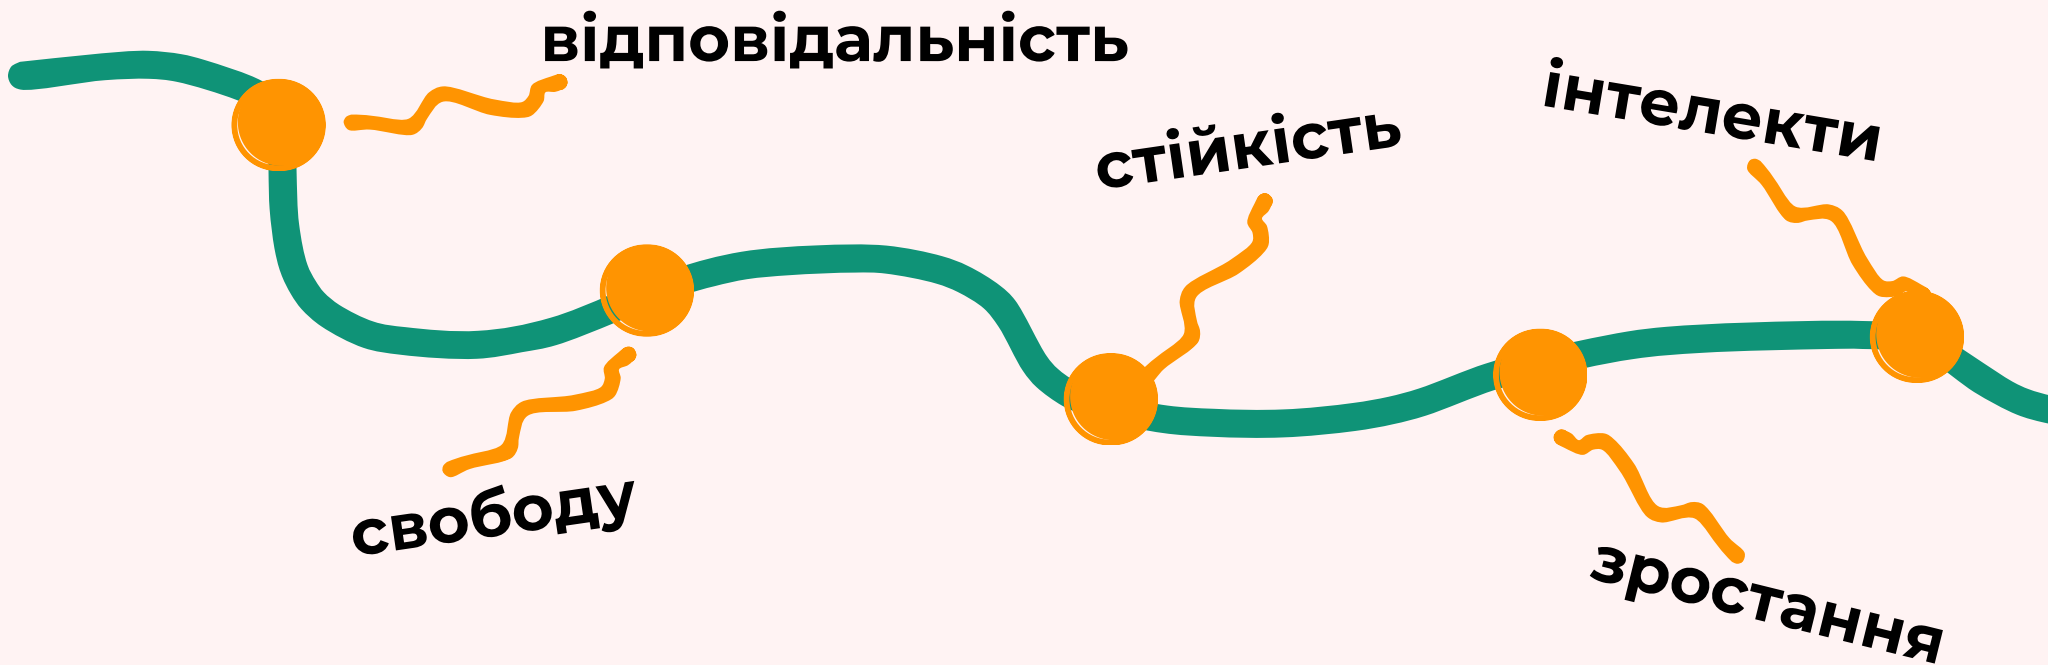 відповідальність
свободу
стійкість
зростання
інтелекти